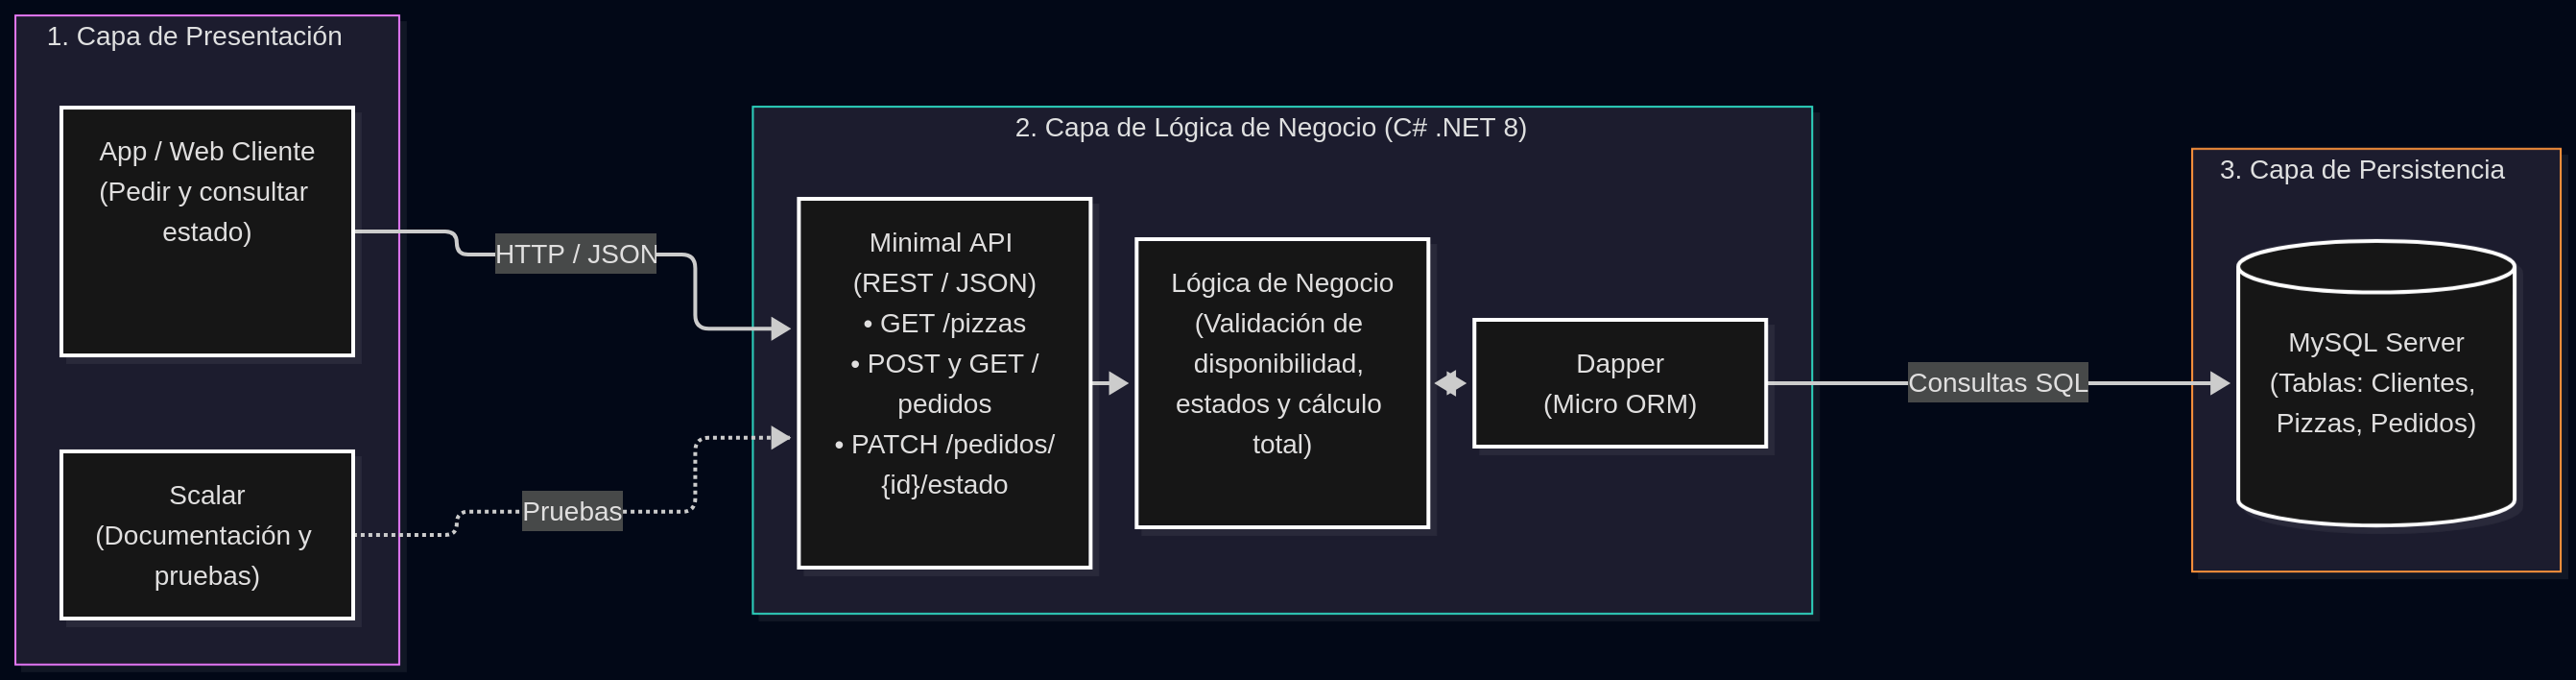 1. Capa de Presentación
App / Web Cliente
(Pedir y consultar
estado)
Scalar
(Documentación y
pruebas)
HTTP / JSON
Pruebas
2. Capa de Lógica de Negocio (C# .NET 8)
Minimal API
(REST / JSON)
• GET /pizzas
• POST y GET /
pedidos
• PATCH /pedidos/
{id}/estado
Lógica de Negocio
(Validación de
disponibilidad,
estados y cálculo
total)
Dapper
(Micro ORM)
Consultas SQL
3. Capa de Persistencia
MySQL Server
(Tablas: Clientes,
Pizzas, Pedidos)